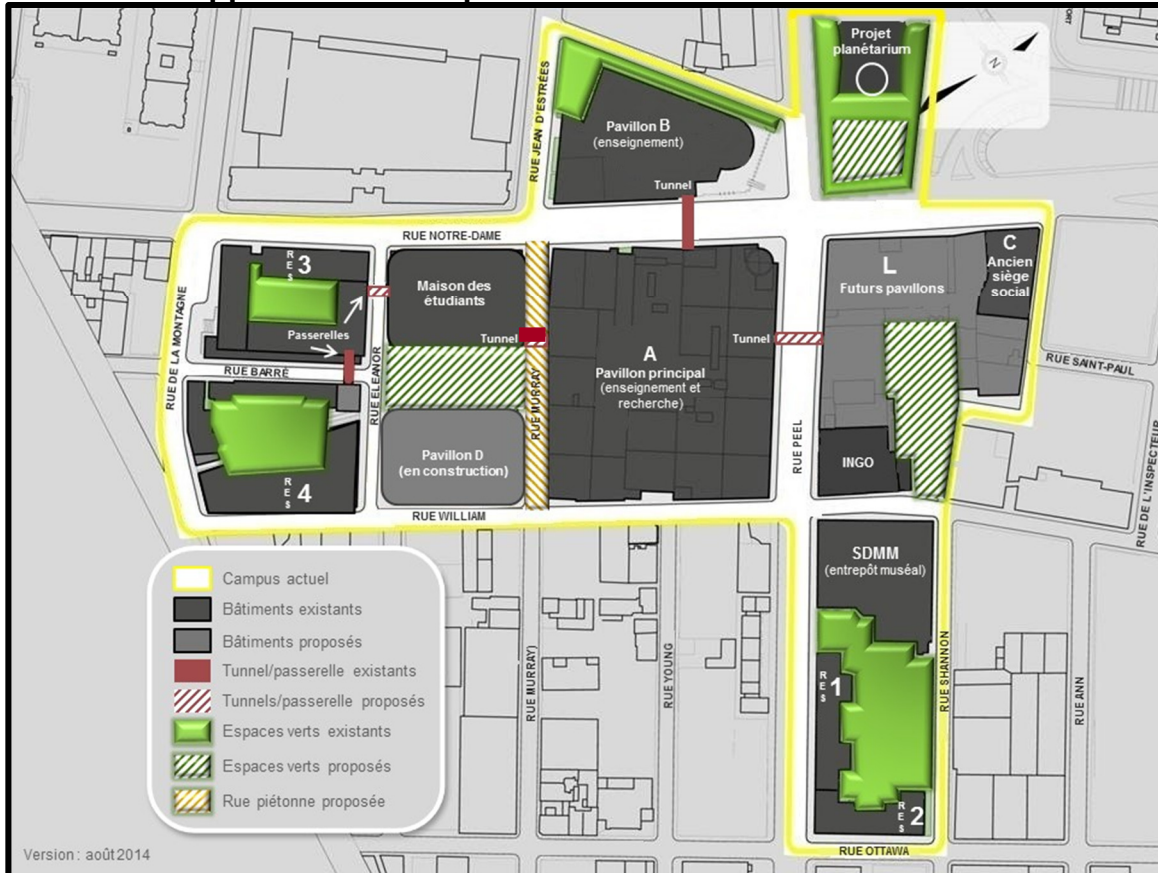 Projet
planétarium
N
RUE JEAN D'ESTRÉES
Pavillon B
(enseignement)
Tunnel
RUE NOTRE-DAME
RES 3
Maison des
étudiants
L
Futurs pavillons
C
Ancien
siège
social
Passerelles
Tunnel
Tunnel
RUE DE LA MONTAGNE
RUE BARRÉ
RUE ELEANOR
RUE MURRAY
A
Pavillon principal
(enseignement et
recherche)
RUE SAINT-PAUL
RUE PEEL
Pavillon D
(en construction)
INGO
RES 4
RUE DE L'INSPECTEUR
RUE WILLIAM
SDMM
(entrepôt muséal)
Campus actuel
Bâtiments existants
Bâtiments proposés
Tunnel/passerelle existants
Tunnels/passerelle proposés
Espaces verts existants
Espaces verts proposés
Rue piétonne proposée
RUE MURRAY)
RUE YOUNG
RES 1
RUE SHANNON
RUE ANN
RES 2
RUE OTTAWA
Version : août 2014